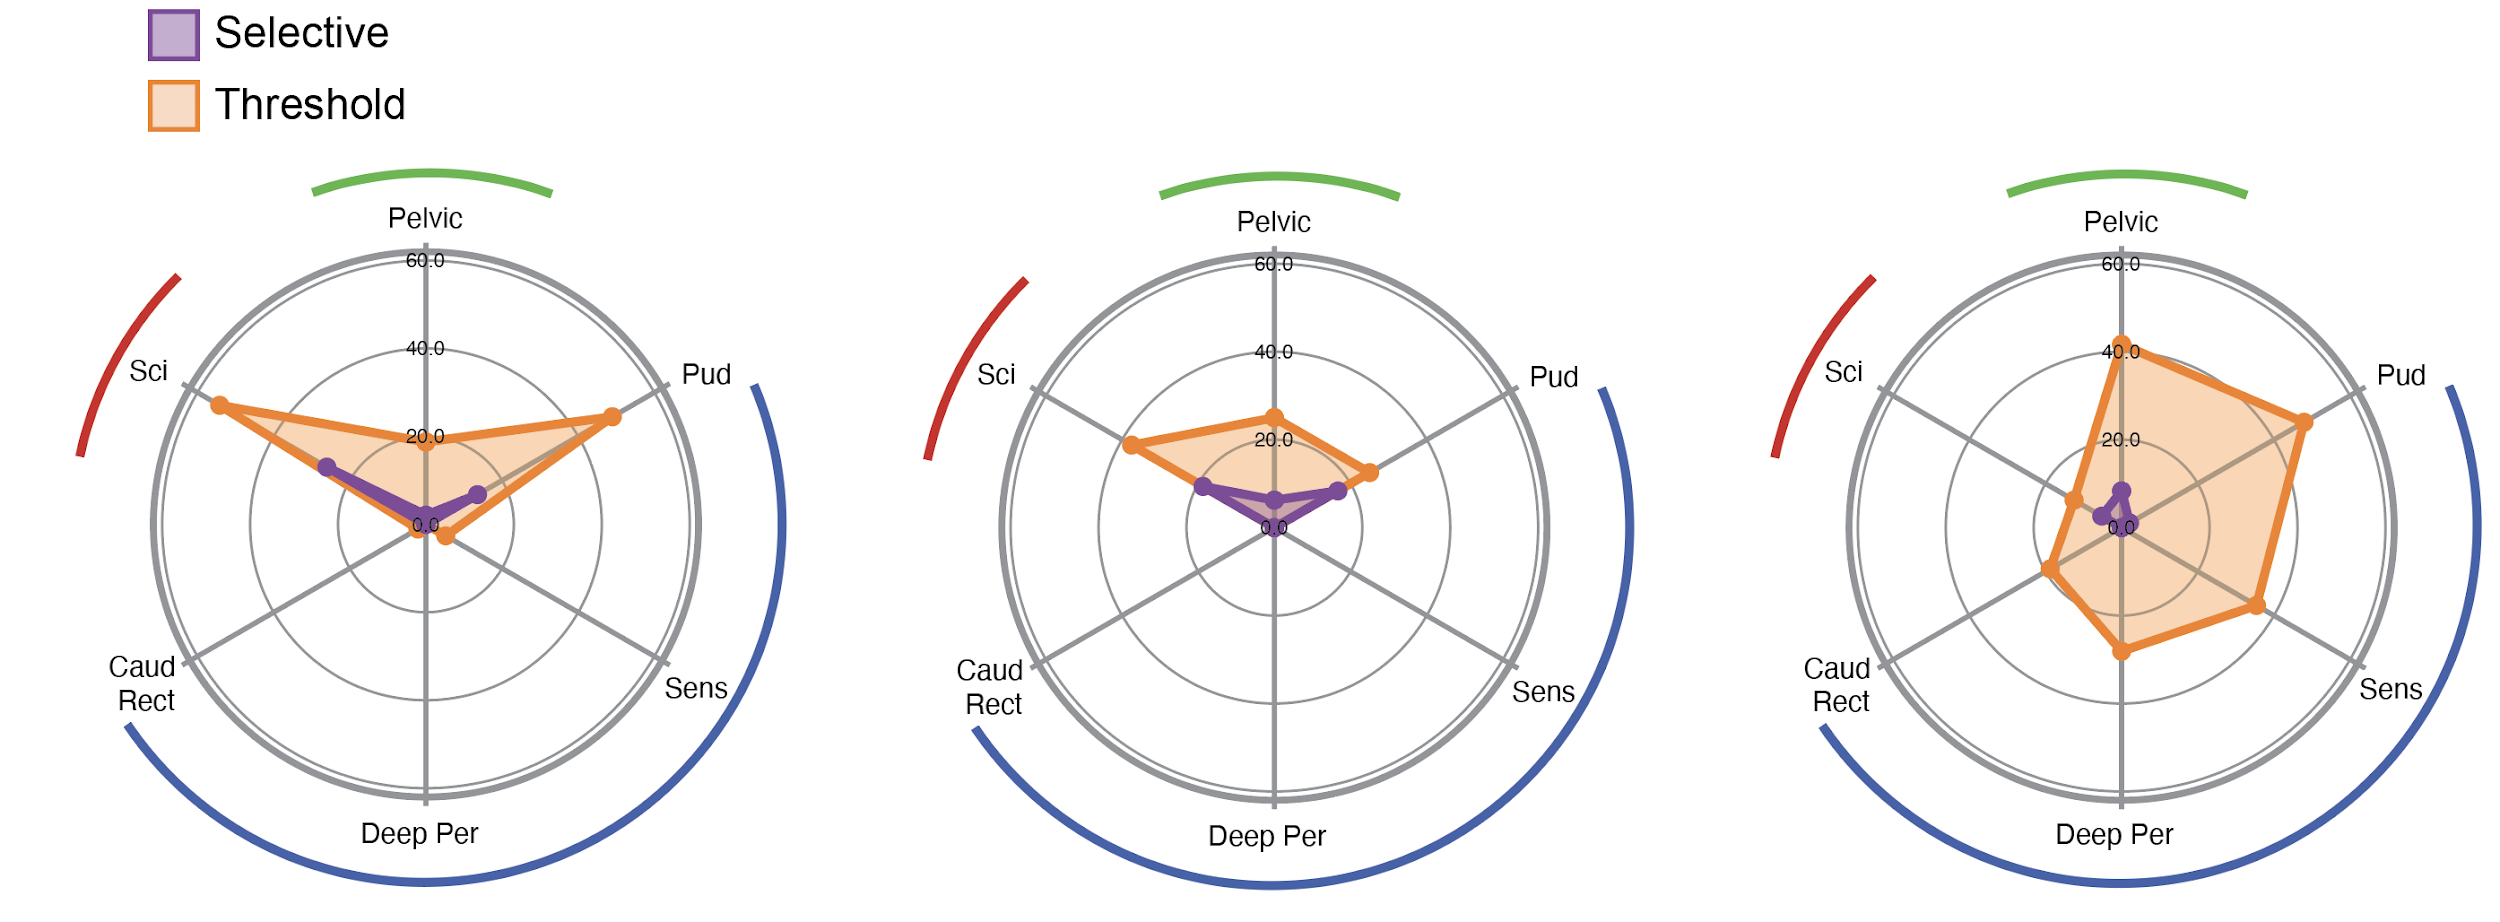 Selective
Threshold
Pelvic
60.0
40.0
20.0
0.0
Sci
Pud
Caud
Rect
Sens
Deep Per
Pelvic
60.0
40.0
20.0
0.0
Sci
Pud
Caud
Rect
Sens
Deep Per
Pelvic
60.0
40.0
20.0
0.0
Sci
Pud
Caud
Rect
Sens
Deep Per